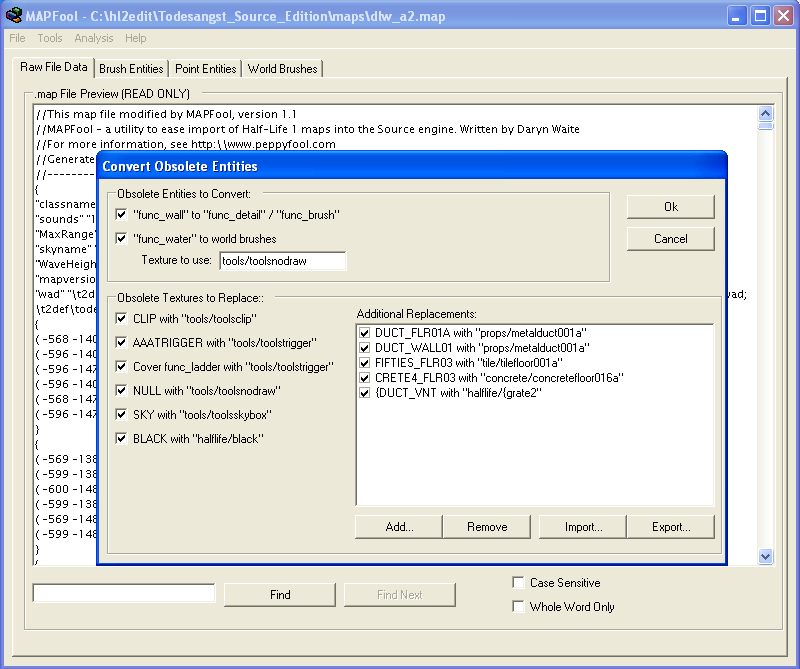 MAPFool - C:\hl2edit\Todesangst_Source_Edition\maps\dlw_a2.map
File Tools Analysis Help
Raw File Data Brush Entities Point Entities World Brushes
.map File Preview (READ ONLY)
//This map file modified by MAPFool, version 1.1
//MAPFool - a utility to ease import of Half-Life 1 maps into the Source engine. Written by Daryn Waite
//For more information, see http:\\www.peppyfool.com
//Generate
//--------
{
"classname
"sounds" "1
"MaxRange"
"skyname" "
"WaveHeigh
"mapversio
"wad" "\t2d ad;
\t2def\tode
{
( -568 -140
( -596 -140
( -596 -147
( -596 -140
( -568 -147
( -596 -147
}
{
( -569 -138
( -599 -138
( -600 -148
( -599 -138
( -569 -148
( -599 -148
}
{
Convert Obsolete Entities
Obsolete Entities to Convert:
"func_wall" to "func_detail" / "func_brush"
"func_water" to world brushes
Texture to use: tools/toolsnodraw
Ok
Cancel
Obsolete Textures to Replace::
CLIP with "tools/toolsclip"
AAATRIGGER with "tools/toolstrigger"
Cover func_ladder with "tools/toolstrigger"
NULL with "tools/toolsnodraw"
SKY with "tools/toolsskybox"
BLACK with "halflife/black"
Additional Replacements:
DUCT_FLR01A with "props/metalduct001a"
DUCT_WALL01 with "props/metalduct001a"
FIFTIES_FLR03 with "tile/tilefloor001a"
CRETE4_FLR03 with "concrete/concretefloor016a"
{DUCT_VNT with "halflife/{grate2"
Add... Remove Import... Export...
Find Find Next
Case Sensitive
Whole Word Only